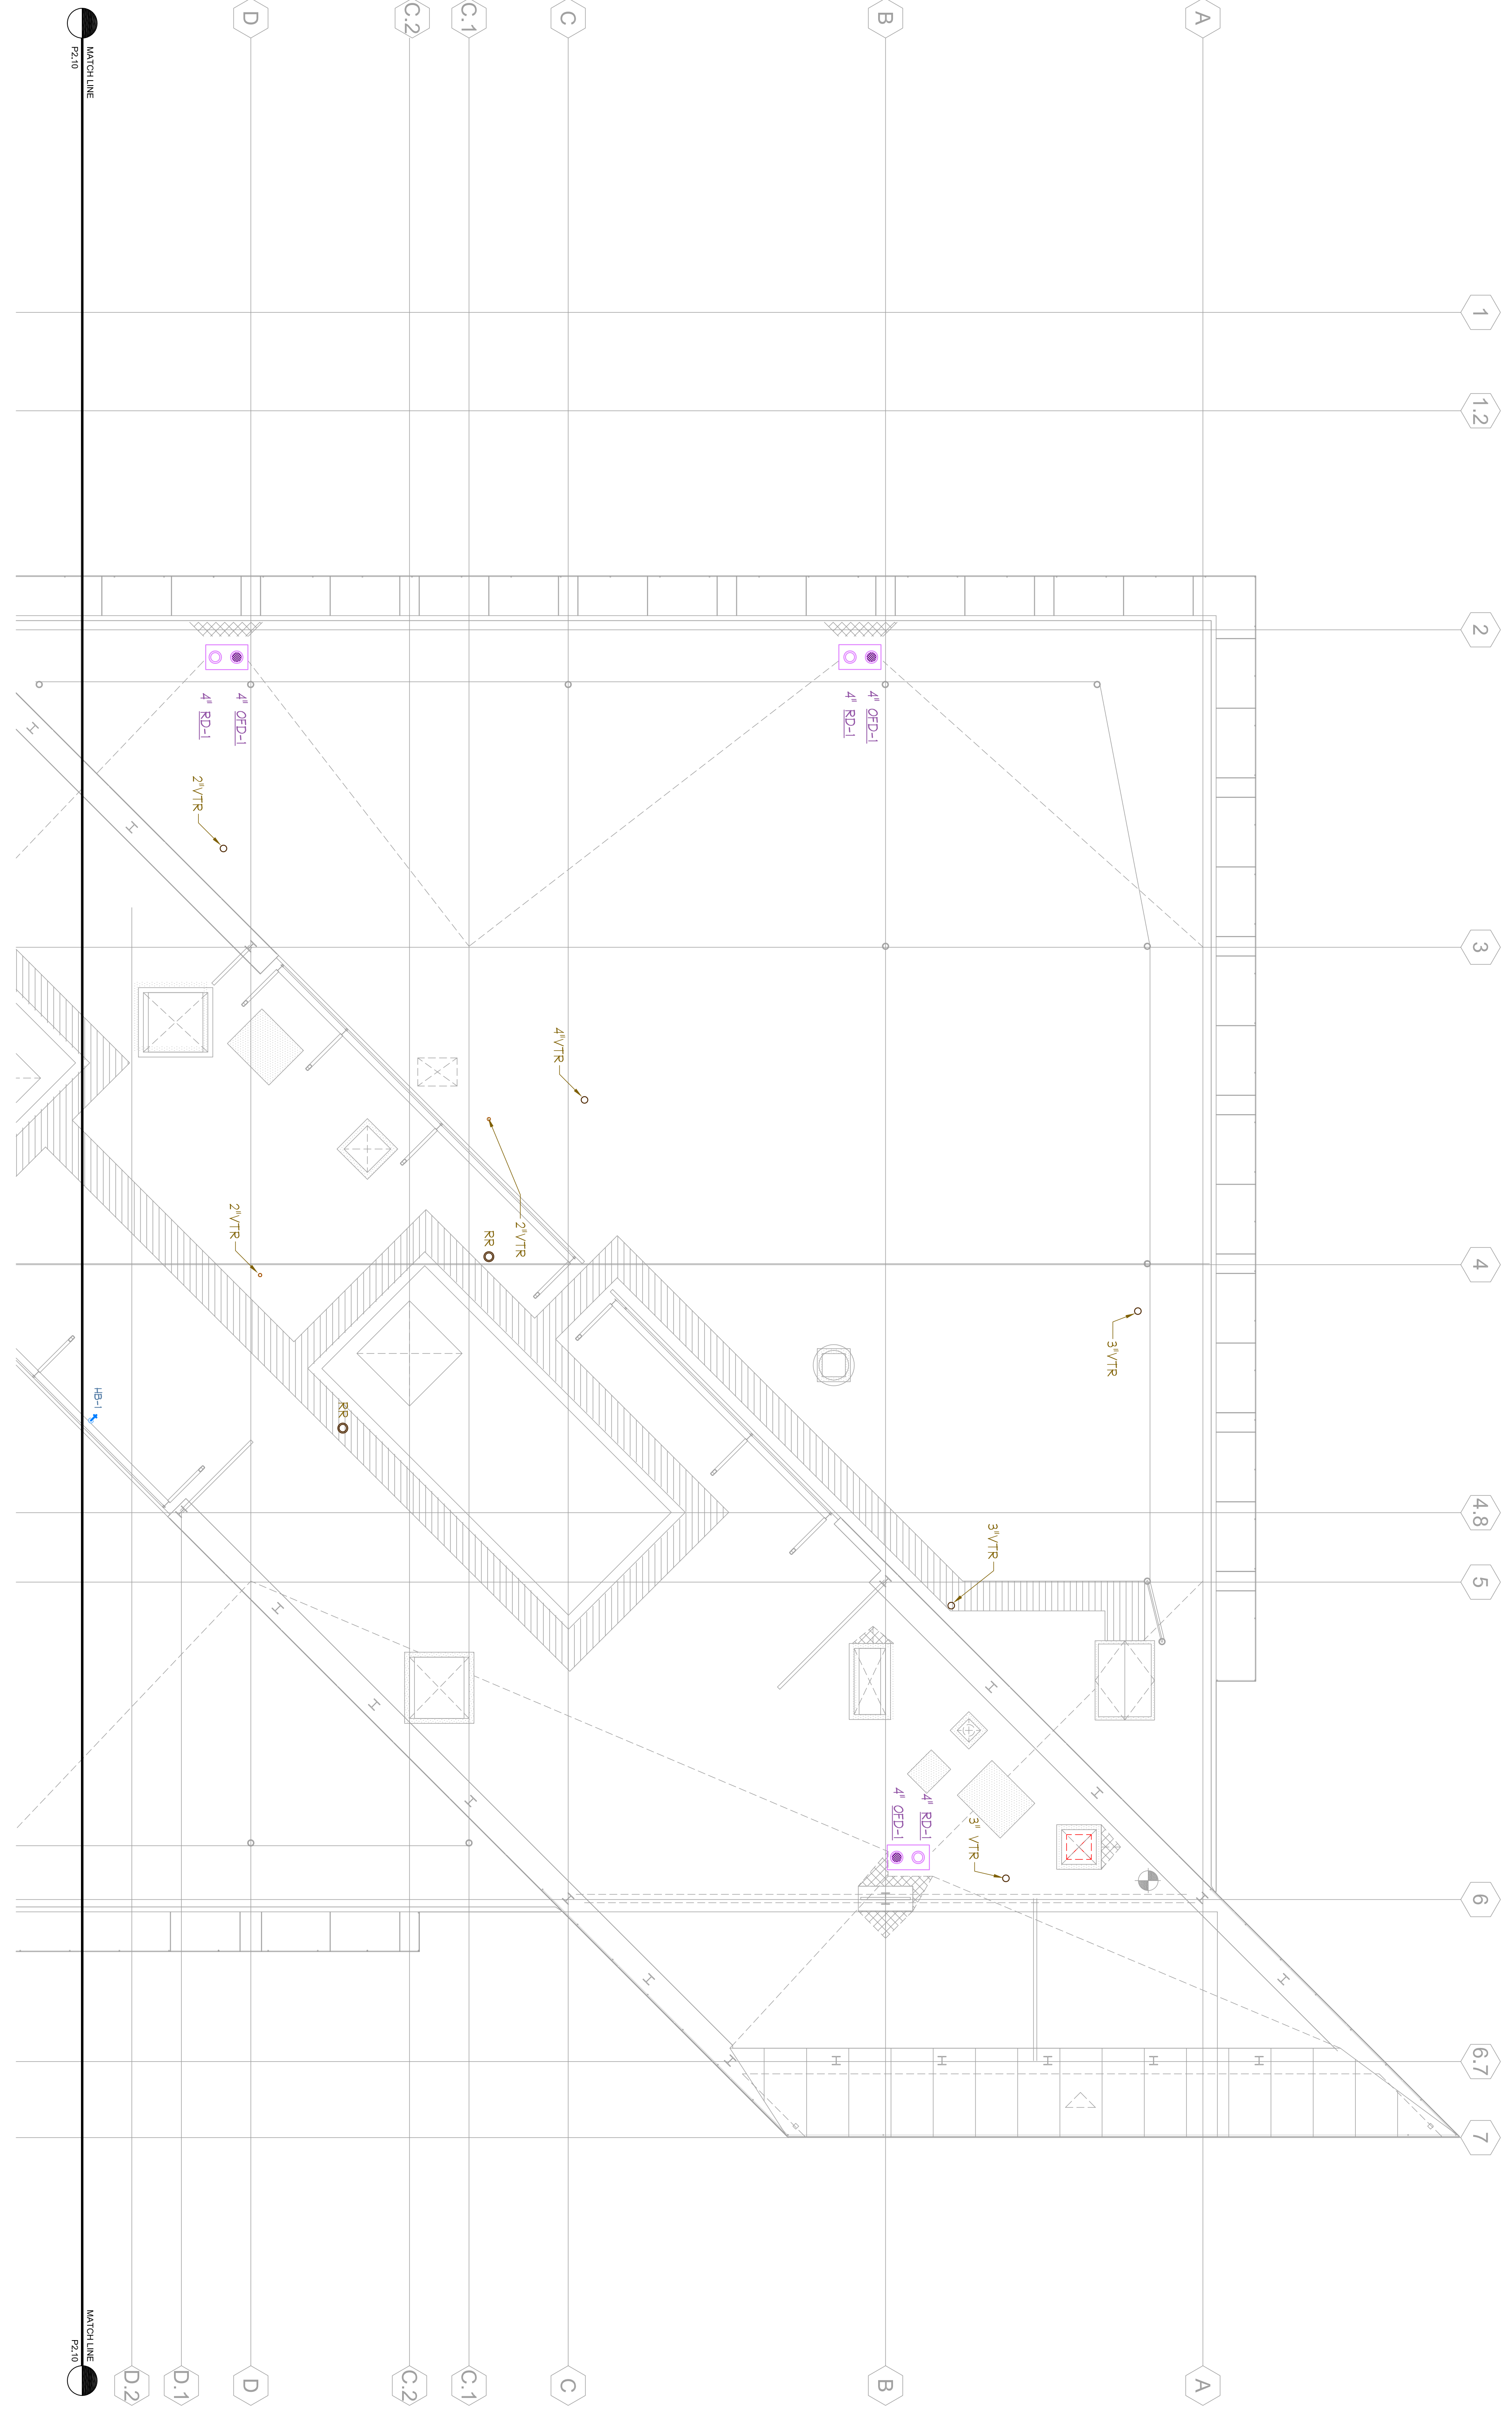 MATCH LINE
P2.10
D
C.2
C.1
C
B
A
1
1.2
2
4" OFD-1
4" RD-1
4" OFD-1
4" RD-1
2"VTR
3
4"VTR
2"VTR
2"VTR
RR
4
3"VTR
HB-1
RR
4.8
3"VTR
5
4" RD-1
4" OFD-1
3" VTR
6
6.7
7
MATCH LINE
P2.10
D.2
D.1
D
C.2
C.1
C
B
A